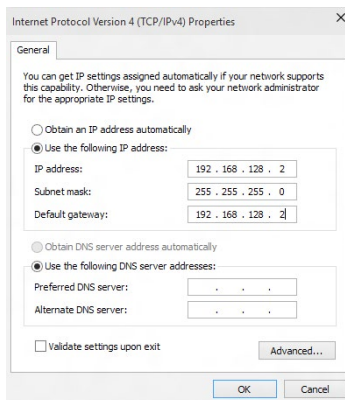 Internet Protocol Version 4 (TCP/IPv4) Properties
General
You can get IP settings assigned automatically if your network supports
this capability. Otherwise, you need to ask your network administrator
for the appropriate IP settings.
Obtain an IP address automatically
Use the following IP address:
IP address: 192 . 168 . 128 . 2
Subnet mask: 255 . 255 . 255 . 0
Default gateway: 192 . 168 . 128 . 2
Obtain DNS server address automatically
Use the following DNS server addresses:
Preferred DNS server: . . .
Alternate DNS server: . . .
Validate settings upon exit
Advanced...
OK Cancel